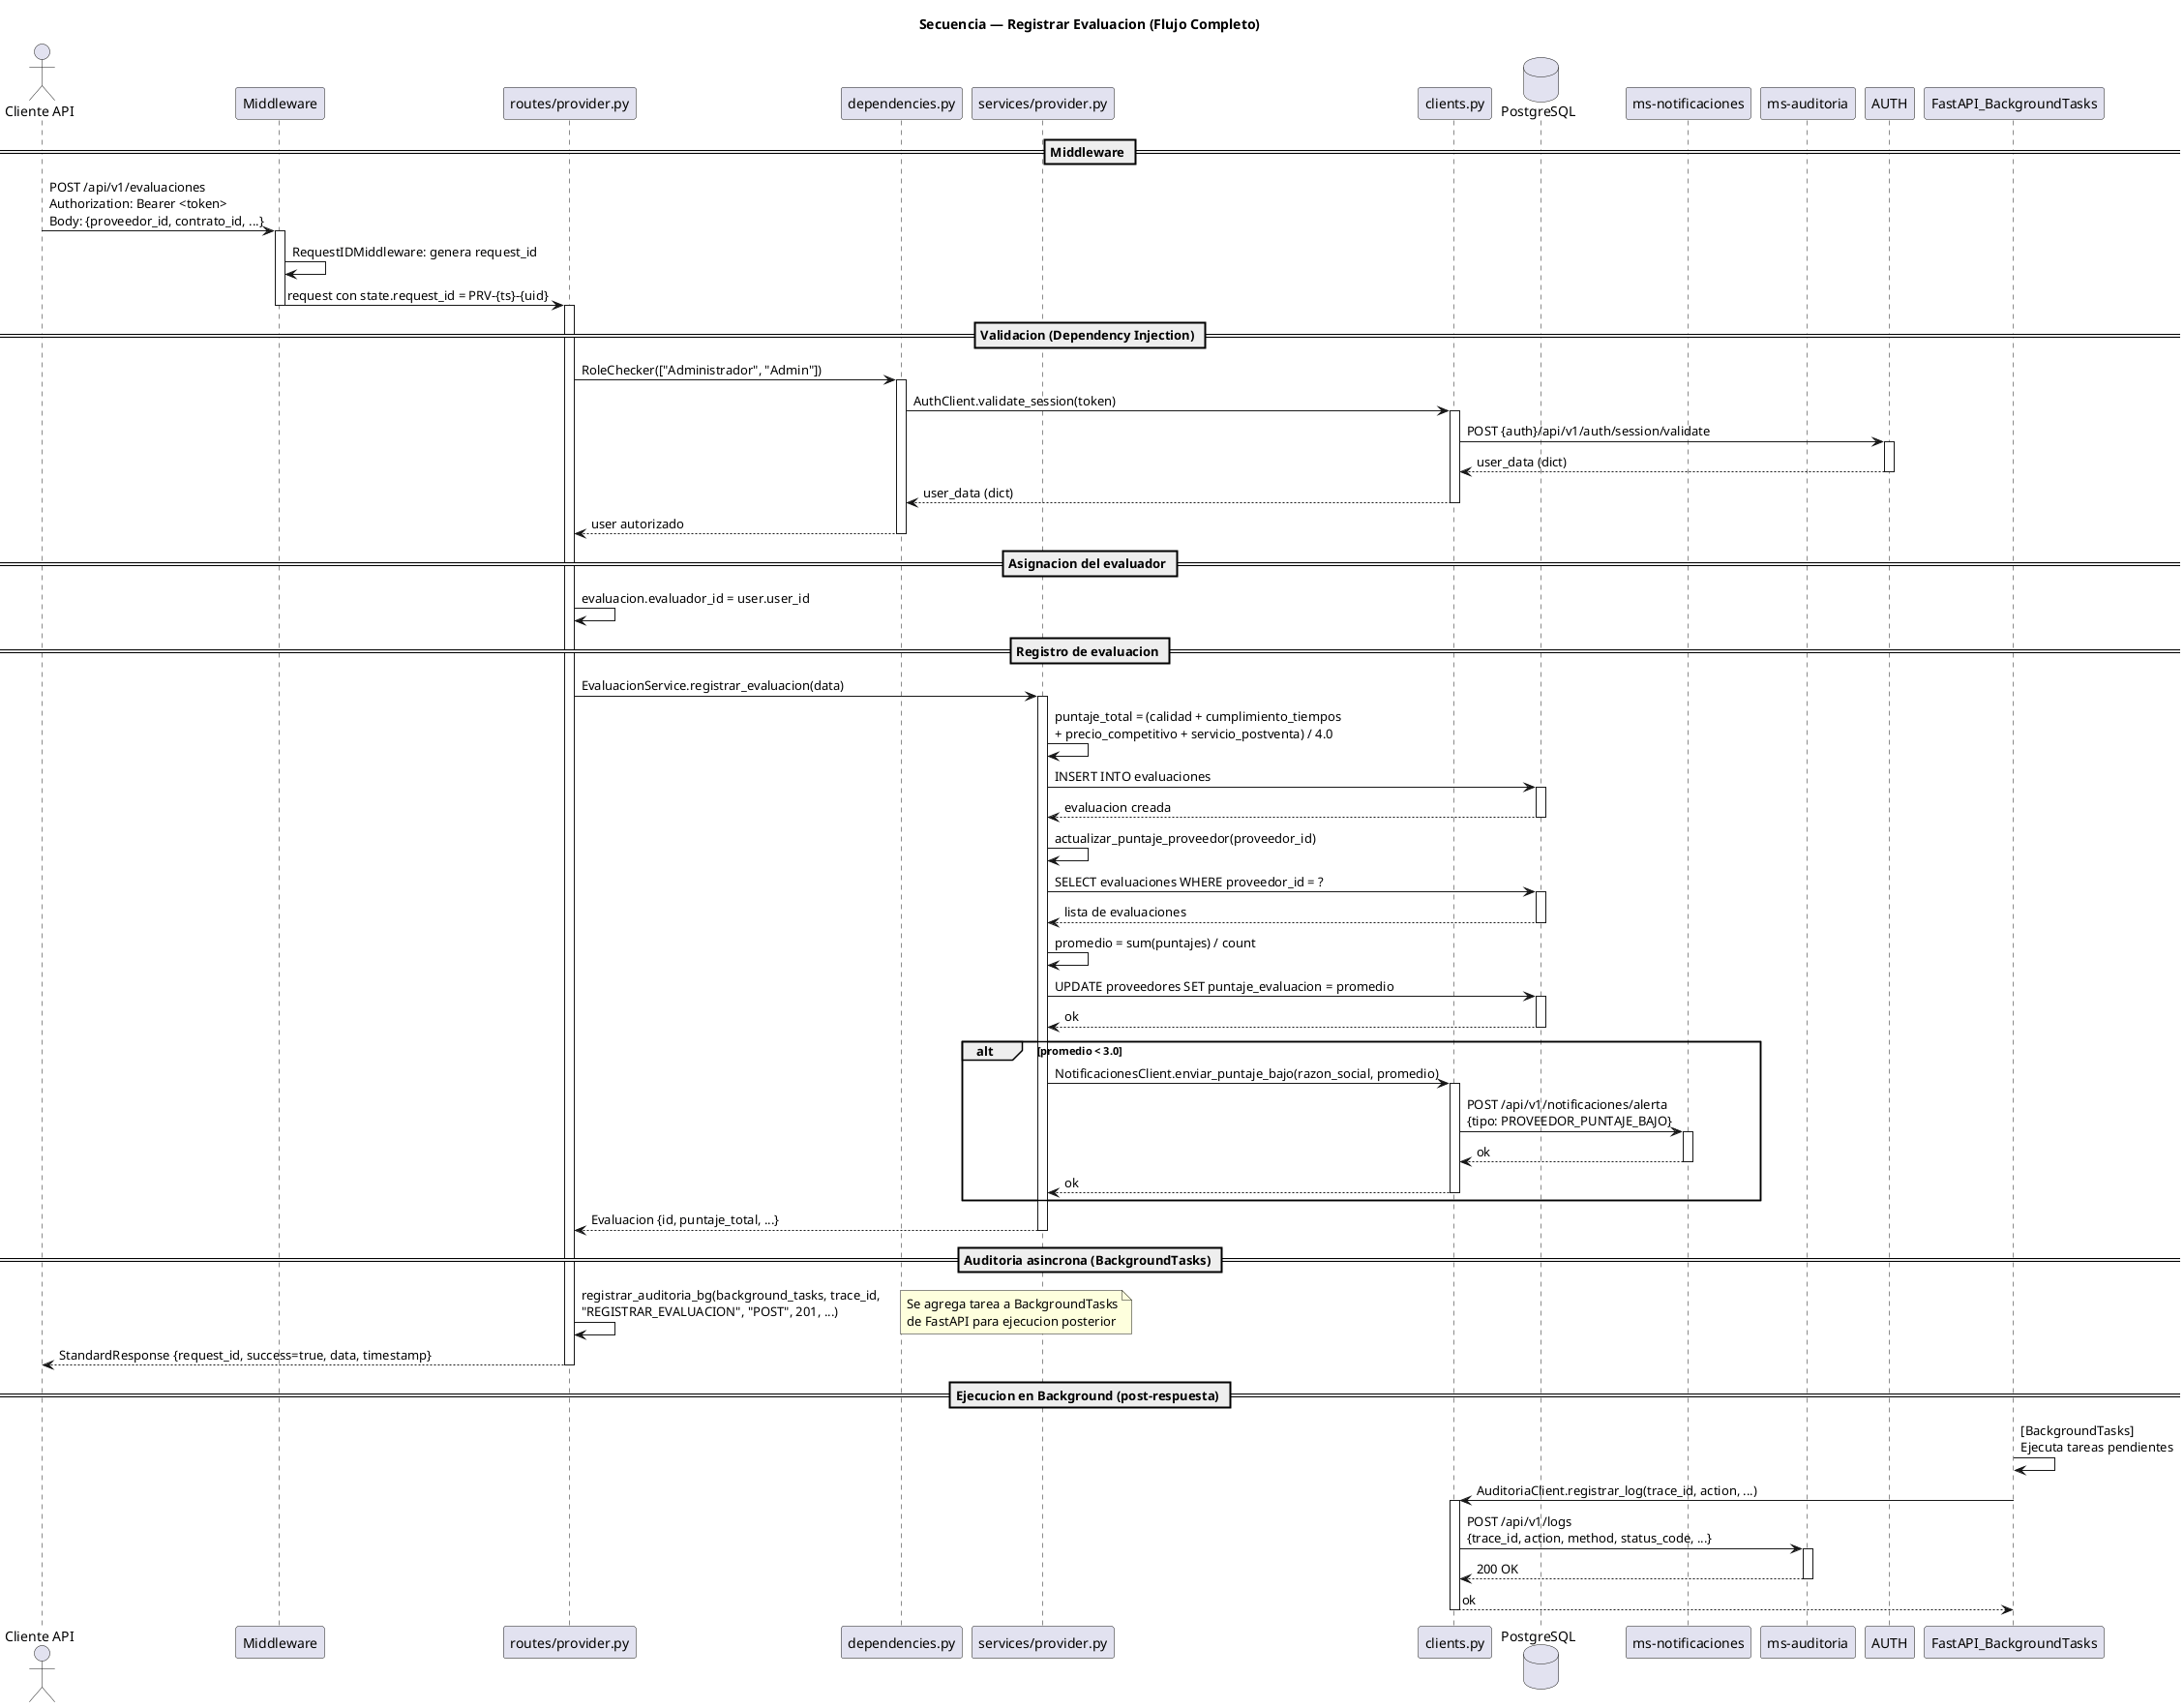 Secuencia — Registrar Evaluacion (Flujo Completo)
Cliente API
Middleware
routes/provider.py
dependencies.py
services/provider.py
clients.py
PostgreSQL
ms-notificaciones
ms-auditoria
AUTH
FastAPI_BackgroundTasks
Middleware
POST /api/v1/evaluaciones
Authorization: Bearer <token>
Body: {proveedor_id, contrato_id, ...}
RequestIDMiddleware: genera request_id
request con state.request_id = PRV-{ts}-{uid}
Validacion (Dependency Injection)
RoleChecker(["Administrador", "Admin"])
AuthClient.validate_session(token)
POST {auth}/api/v1/auth/session/validate
user_data (dict)
user_data (dict)
user autorizado
Asignacion del evaluador
evaluacion.evaluador_id = user.user_id
Registro de evaluacion
EvaluacionService.registrar_evaluacion(data)
puntaje_total = (calidad + cumplimiento_tiempos
+ precio_competitivo + servicio_postventa) / 4.0
INSERT INTO evaluaciones
evaluacion creada
actualizar_puntaje_proveedor(proveedor_id)
SELECT evaluaciones WHERE proveedor_id = ?
lista de evaluaciones
promedio = sum(puntajes) / count
UPDATE proveedores SET puntaje_evaluacion = promedio
ok
alt [promedio < 3.0]
NotificacionesClient.enviar_puntaje_bajo(razon_social, promedio)
POST /api/v1/notificaciones/alerta
{tipo: PROVEEDOR_PUNTAJE_BAJO}
ok
ok
Evaluacion {id, puntaje_total, ...}
Auditoria asincrona (BackgroundTasks)
registrar_auditoria_bg(background_tasks, trace_id,
"REGISTRAR_EVALUACION", "POST", 201, ...)
Se agrega tarea a BackgroundTasks
de FastAPI para ejecucion posterior
StandardResponse {request_id, success=true, data, timestamp}
Ejecucion en Background (post-respuesta)
[BackgroundTasks]
Ejecuta tareas pendientes
AuditoriaClient.registrar_log(trace_id, action, ...)
POST /api/v1/logs
{trace_id, action, method, status_code, ...}
200 OK
ok
Cliente API
Middleware
routes/provider.py
dependencies.py
services/provider.py
clients.py
PostgreSQL
ms-notificaciones
ms-auditoria
AUTH
FastAPI_BackgroundTasks